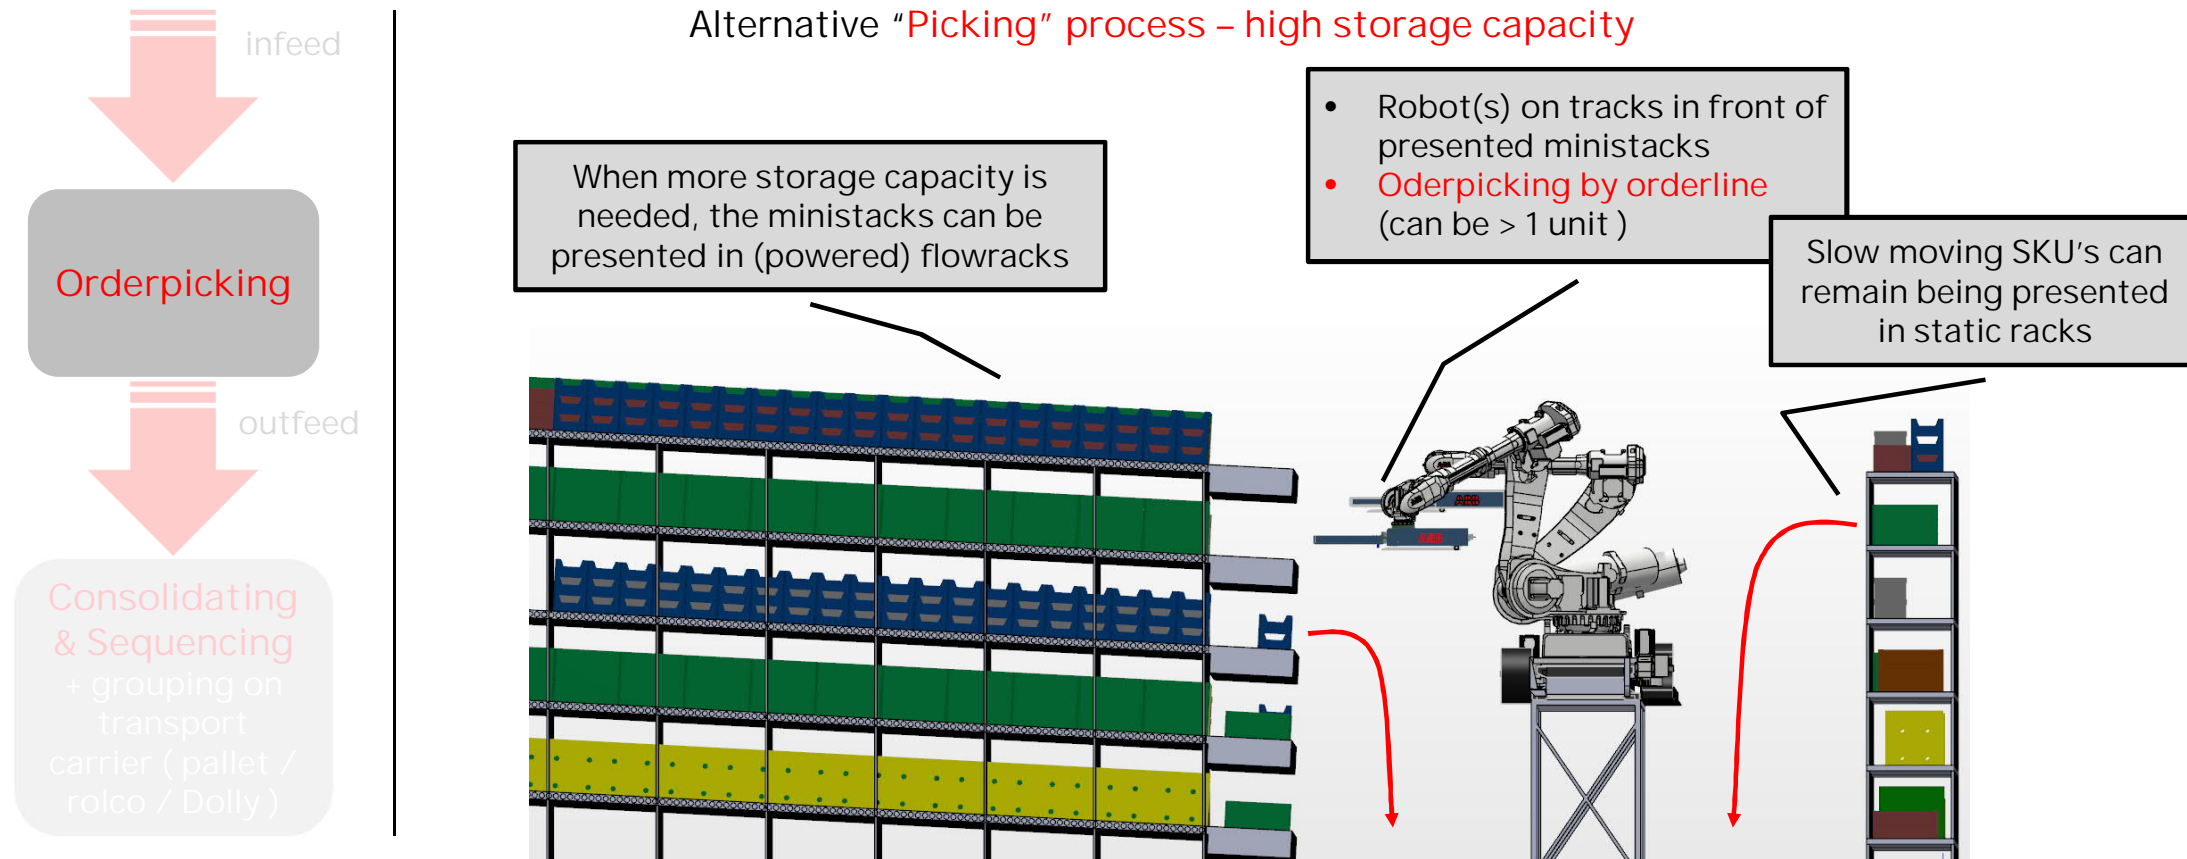 Alternative “Picking” process – high storage capacity
infeed
Orderpicking
outfeed
Consolidating
& Sequencing
+ grouping on
transport
carrier ( pallet /
rolco / Dolly )
When more storage capacity is
needed, the ministacks can be
presented in (powered) flowracks
• Robot(s) on tracks in front of
presented ministacks
• Oderpicking by orderline
(can be > 1 unit )
Slow moving SKU's can
remain being presented
in static racks
ABB
ABB